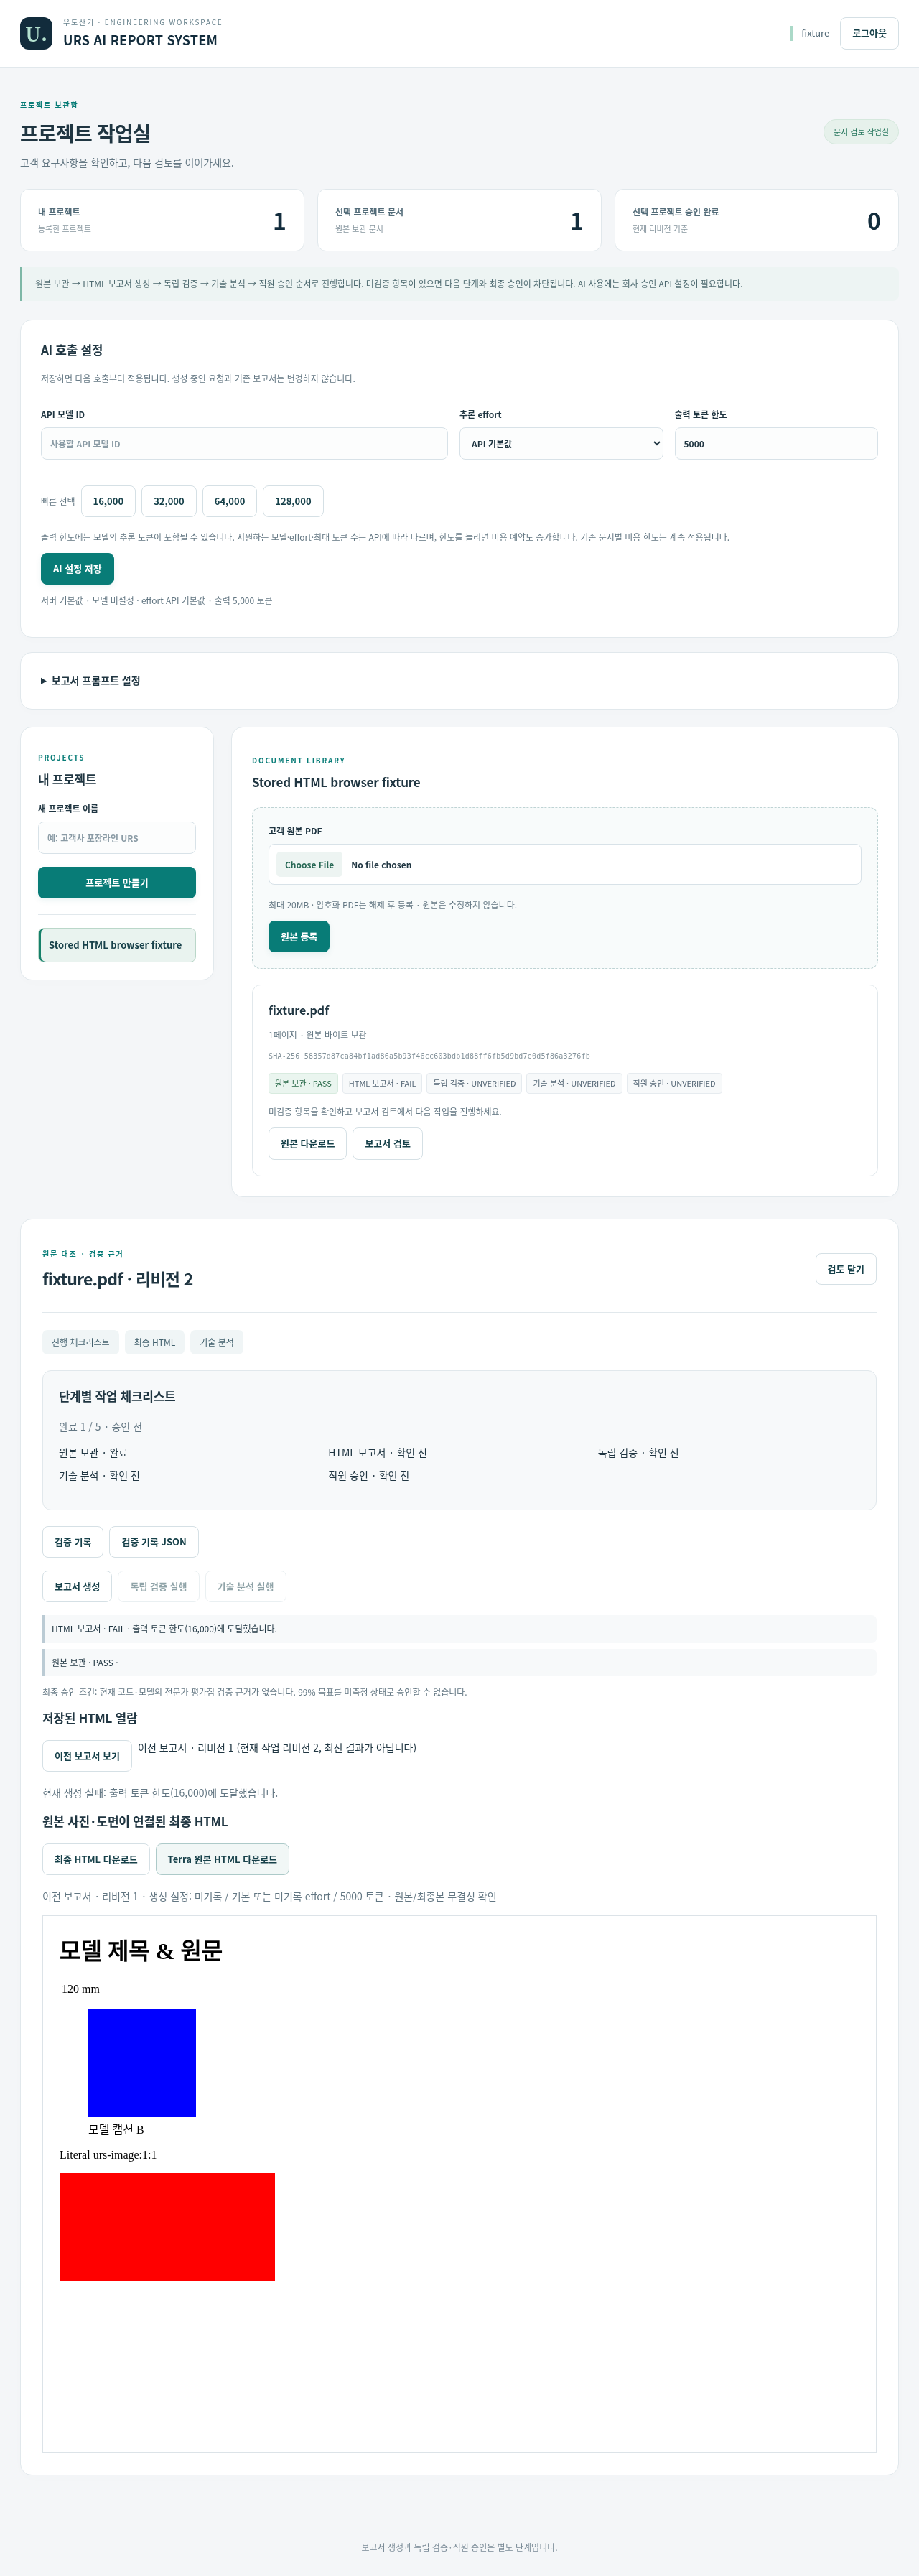 U.
우도산기 · ENGINEERING WORKSPACE
URS AI REPORT SYSTEM
fixture
로그아웃
프로젝트 보관함
프로젝트 작업실
고객 요구사항을 확인하고, 다음 검토를 이어가세요.
문서 검토 작업실
내 프로젝트
등록한 프로젝트
1
선택 프로젝트 문서
원본 보관 문서
1
선택 프로젝트 승인 완료
현재 리비전 기준
0
원본 보관 → HTML 보고서 생성 → 독립 검증 → 기술 분석 → 직원 승인 순서로 진행합니다. 미검증 항목이 있으면 다음 단계와 최종 승인이 차단됩니다. AI 사용에는 회사 승인 API 설정이 필요합니다.
AI 호출 설정
저장하면 다음 호출부터 적용됩니다. 생성 중인 요청과 기존 보고서는 변경하지 않습니다.
API 모델 ID
추론 effort
출력 토큰 한도
사용할 API 모델 ID
API 기본값
5000
빠른 선택
16,000
32,000
64,000
128,000
출력 한도에는 모델의 추론 토큰이 포함될 수 있습니다. 지원하는 모델·effort·최대 토큰 수는 API에 따라 다르며, 한도를 늘리면 비용 예약도 증가합니다. 기존 문서별 비용 한도는 계속 적용됩니다.
AI 설정 저장
서버 기본값 · 모델 미설정 · effort API 기본값 · 출력 5,000 토큰
▶ 보고서 프롬프트 설정
PROJECTS
내 프로젝트
새 프로젝트 이름
예: 고객사 포장라인 URS
프로젝트 만들기
Stored HTML browser fixture
DOCUMENT LIBRARY
Stored HTML browser fixture
고객 원본 PDF
Choose File
No file chosen
최대 20MB · 암호화 PDF는 해제 후 등록 · 원본은 수정하지 않습니다.
원본 등록
fixture.pdf
1페이지 · 원본 바이트 보관
SHA-256 58357d87ca84bf1ad86a5b93f46cc603bdb1d88ff6fb5d9bd7e0d5f86a3276fb
원본 보관 · PASS
HTML 보고서 · FAIL
독립 검증 · UNVERIFIED
기술 분석 · UNVERIFIED
직원 승인 · UNVERIFIED
미검증 항목을 확인하고 보고서 검토에서 다음 작업을 진행하세요.
원본 다운로드
보고서 검토
원문 대조 · 검증 근거
fixture.pdf · 리비전 2
검토 닫기
진행 체크리스트
최종 HTML
기술 분석
단계별 작업 체크리스트
완료 1 / 5 · 승인 전
원본 보관 · 완료
HTML 보고서 · 확인 전
독립 검증 · 확인 전
기술 분석 · 확인 전
직원 승인 · 확인 전
검증 기록
검증 기록 JSON
보고서 생성
독립 검증 실행
기술 분석 실행
HTML 보고서 · FAIL · 출력 토큰 한도(16,000)에 도달했습니다.
원본 보관 · PASS ·
최종 승인 조건: 현재 코드·모델의 전문가 평가집 검증 근거가 없습니다. 99% 목표를 미측정 상태로 승인할 수 없습니다.
저장된 HTML 열람
이전 보고서 보기
이전 보고서 · 리비전 1 (현재 작업 리비전 2, 최신 결과가 아닙니다)
현재 생성 실패: 출력 토큰 한도(16,000)에 도달했습니다.
원본 사진·도면이 연결된 최종 HTML
최종 HTML 다운로드
Terra 원본 HTML 다운로드
이전 보고서 · 리비전 1 · 생성 설정: 미기록 / 기본 또는 미기록 effort / 5000 토큰 · 원본/최종본 무결성 확인
모델 제목 & 원문
120 mm
모델 캡션 B
Literal urs-image:1:1
보고서 생성과 독립 검증·직원 승인은 별도 단계입니다.